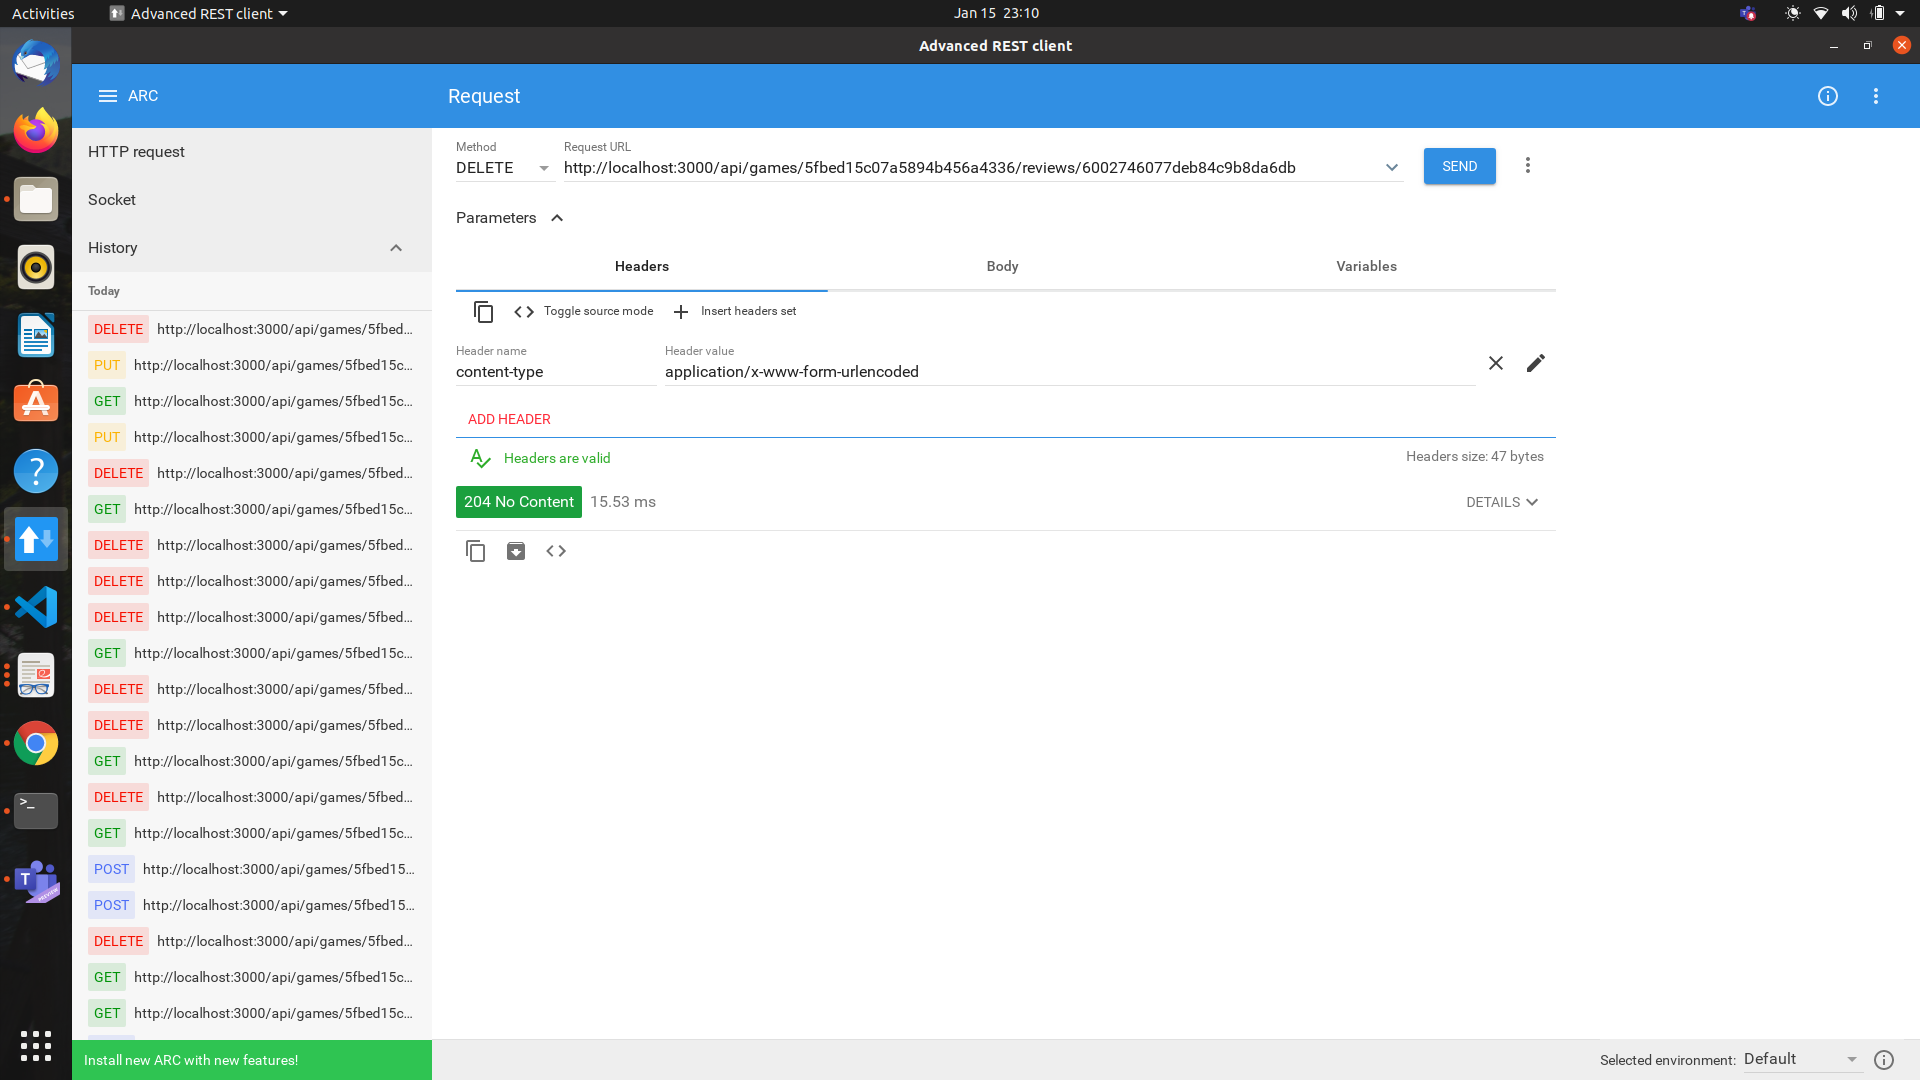 Activities
Advanced REST client
Jan 15 23:10
Advanced REST client
ARC
Request
HTTP request
Socket
History
Today
DELETE http://localhost:3000/api/games/5fbed...
PUT http://localhost:3000/api/games/5fbed15c...
GET http://localhost:3000/api/games/5fbed15c...
PUT http://localhost:3000/api/games/5fbed15c...
DELETE http://localhost:3000/api/games/5fbed...
GET http://localhost:3000/api/games/5fbed15c...
DELETE http://localhost:3000/api/games/5fbed...
DELETE http://localhost:3000/api/games/5fbed...
DELETE http://localhost:3000/api/games/5fbed...
GET http://localhost:3000/api/games/5fbed15c...
DELETE http://localhost:3000/api/games/5fbed...
DELETE http://localhost:3000/api/games/5fbed...
GET http://localhost:3000/api/games/5fbed15c...
DELETE http://localhost:3000/api/games/5fbed...
GET http://localhost:3000/api/games/5fbed15c...
POST http://localhost:3000/api/games/5fbed15...
POST http://localhost:3000/api/games/5fbed15...
DELETE http://localhost:3000/api/games/5fbed...
GET http://localhost:3000/api/games/5fbed15c...
GET http://localhost:3000/api/games/5fbed15c...
Install new ARC with new features!
Method
DELETE
Request URL
http://localhost:3000/api/games/5fbed15c07a5894b456a4336/reviews/6002746077deb84c9b8da6db
SEND
Parameters
Headers
Body
Variables
Toggle source mode
Insert headers set
Header name
content-type
Header value
application/x-www-form-urlencoded
ADD HEADER
Headers are valid
Headers size: 47 bytes
204 No Content
15.53 ms
DETAILS
Selected environment:
Default